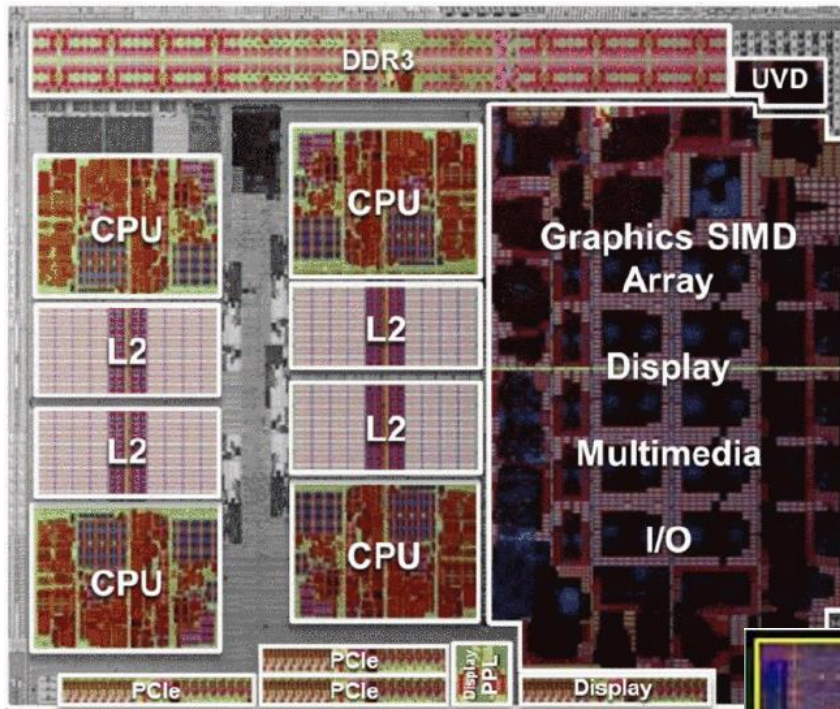 DDR3
UVD
CPU
CPU
Graphics SIMD
Array
L2
L2
Display
L2
L2
Multimedia
I/O
CPU
CPU
PCIe
Display
PPL
PCIe
PCIe
Display